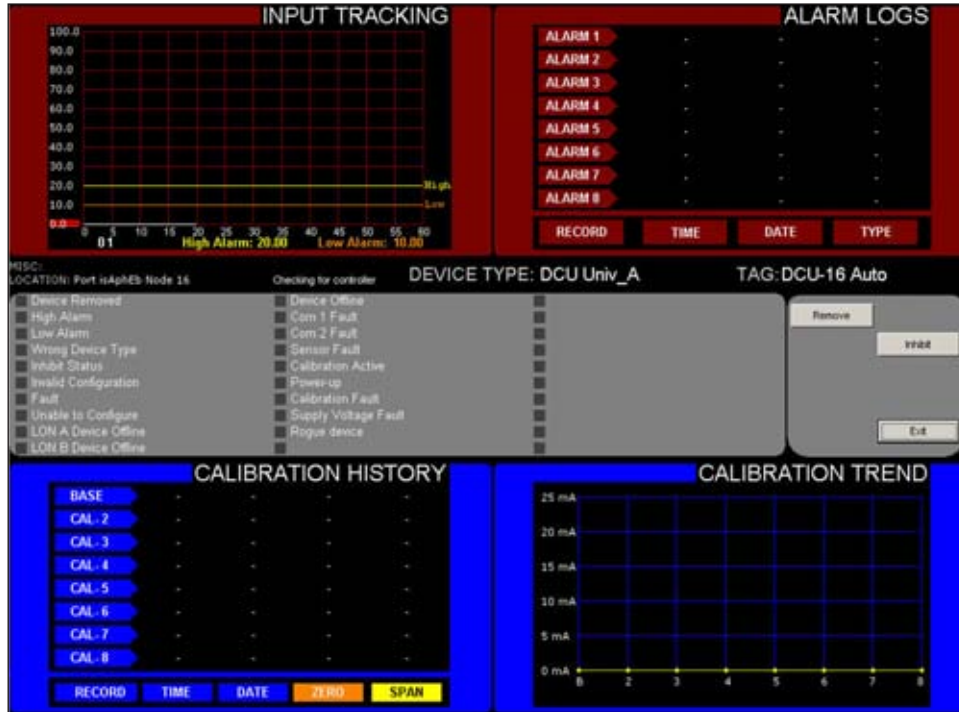 INPUT TRACKING
100.0
90.0
80.0
70.0
60.0
50.0
40.0
30.0
20.0
10.0
0.0
High
Low
0 5 10 15 20 25 30 35 40 45 50 55 60
01 High Alarm: 20.00 Low Alarm: 10.00
ALARM LOGS
ALARM 1 - - -
ALARM 2 - - -
ALARM 3 - - -
ALARM 4 - - -
ALARM 5 - - -
ALARM 6 - - -
ALARM 7 - - -
ALARM 8 - - -
RECORD TIME DATE TYPE
MISC:
LOCATION: Port isAphEb Node 16 Checking for controller DEVICE TYPE: DCU Univ_A TAG:DCU-16 Auto
Device Removed
High Alarm
Low Alarm
Wrong Device Type
Inhibit Status
Invalid Configuration
Fault
Unable to Configure
LON A Device Offline
LON B Device Offline
Device Offline
Com 1 Fault
Com 2 Fault
Sensor Fault
Calibration Active
Power-up
Calibration Fault
Supply Voltage Fault
Rogue device
Remove
Inhibit
Exit
CALIBRATION HISTORY
BASE - - - -
CAL- 2 - - - -
CAL- 3 - - - -
CAL- 4 - - - -
CAL- 5 - - - -
CAL- 6 - - - -
CAL- 7 - - - -
CAL- 8 - - - -
RECORD TIME DATE ZERO SPAN
CALIBRATION TREND
25 mA
20 mA
15 mA
10 mA
5 mA
0 mA
B 2 3 4 5 6 7 8